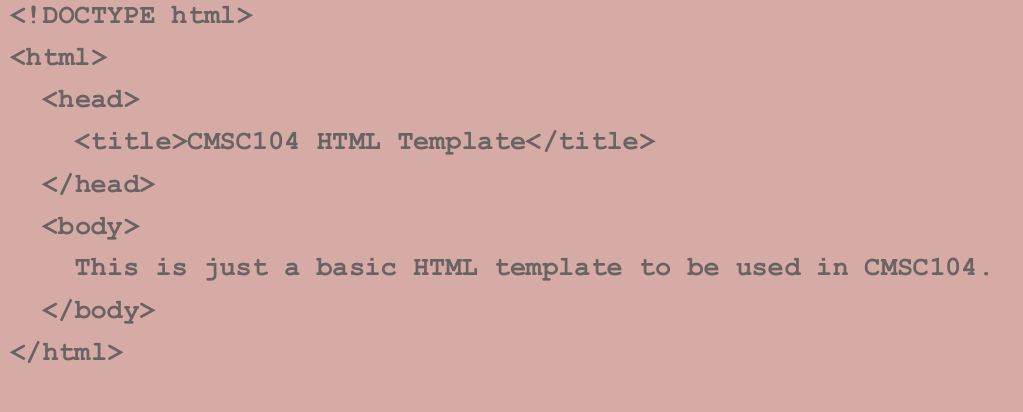 <!DOCTYPE html>
<html>
  <head>
    <title>CMSC104 HTML Template</title>
  </head>
  <body>
    This is just a basic HTML template to be used in CMSC104.
  </body>
</html>